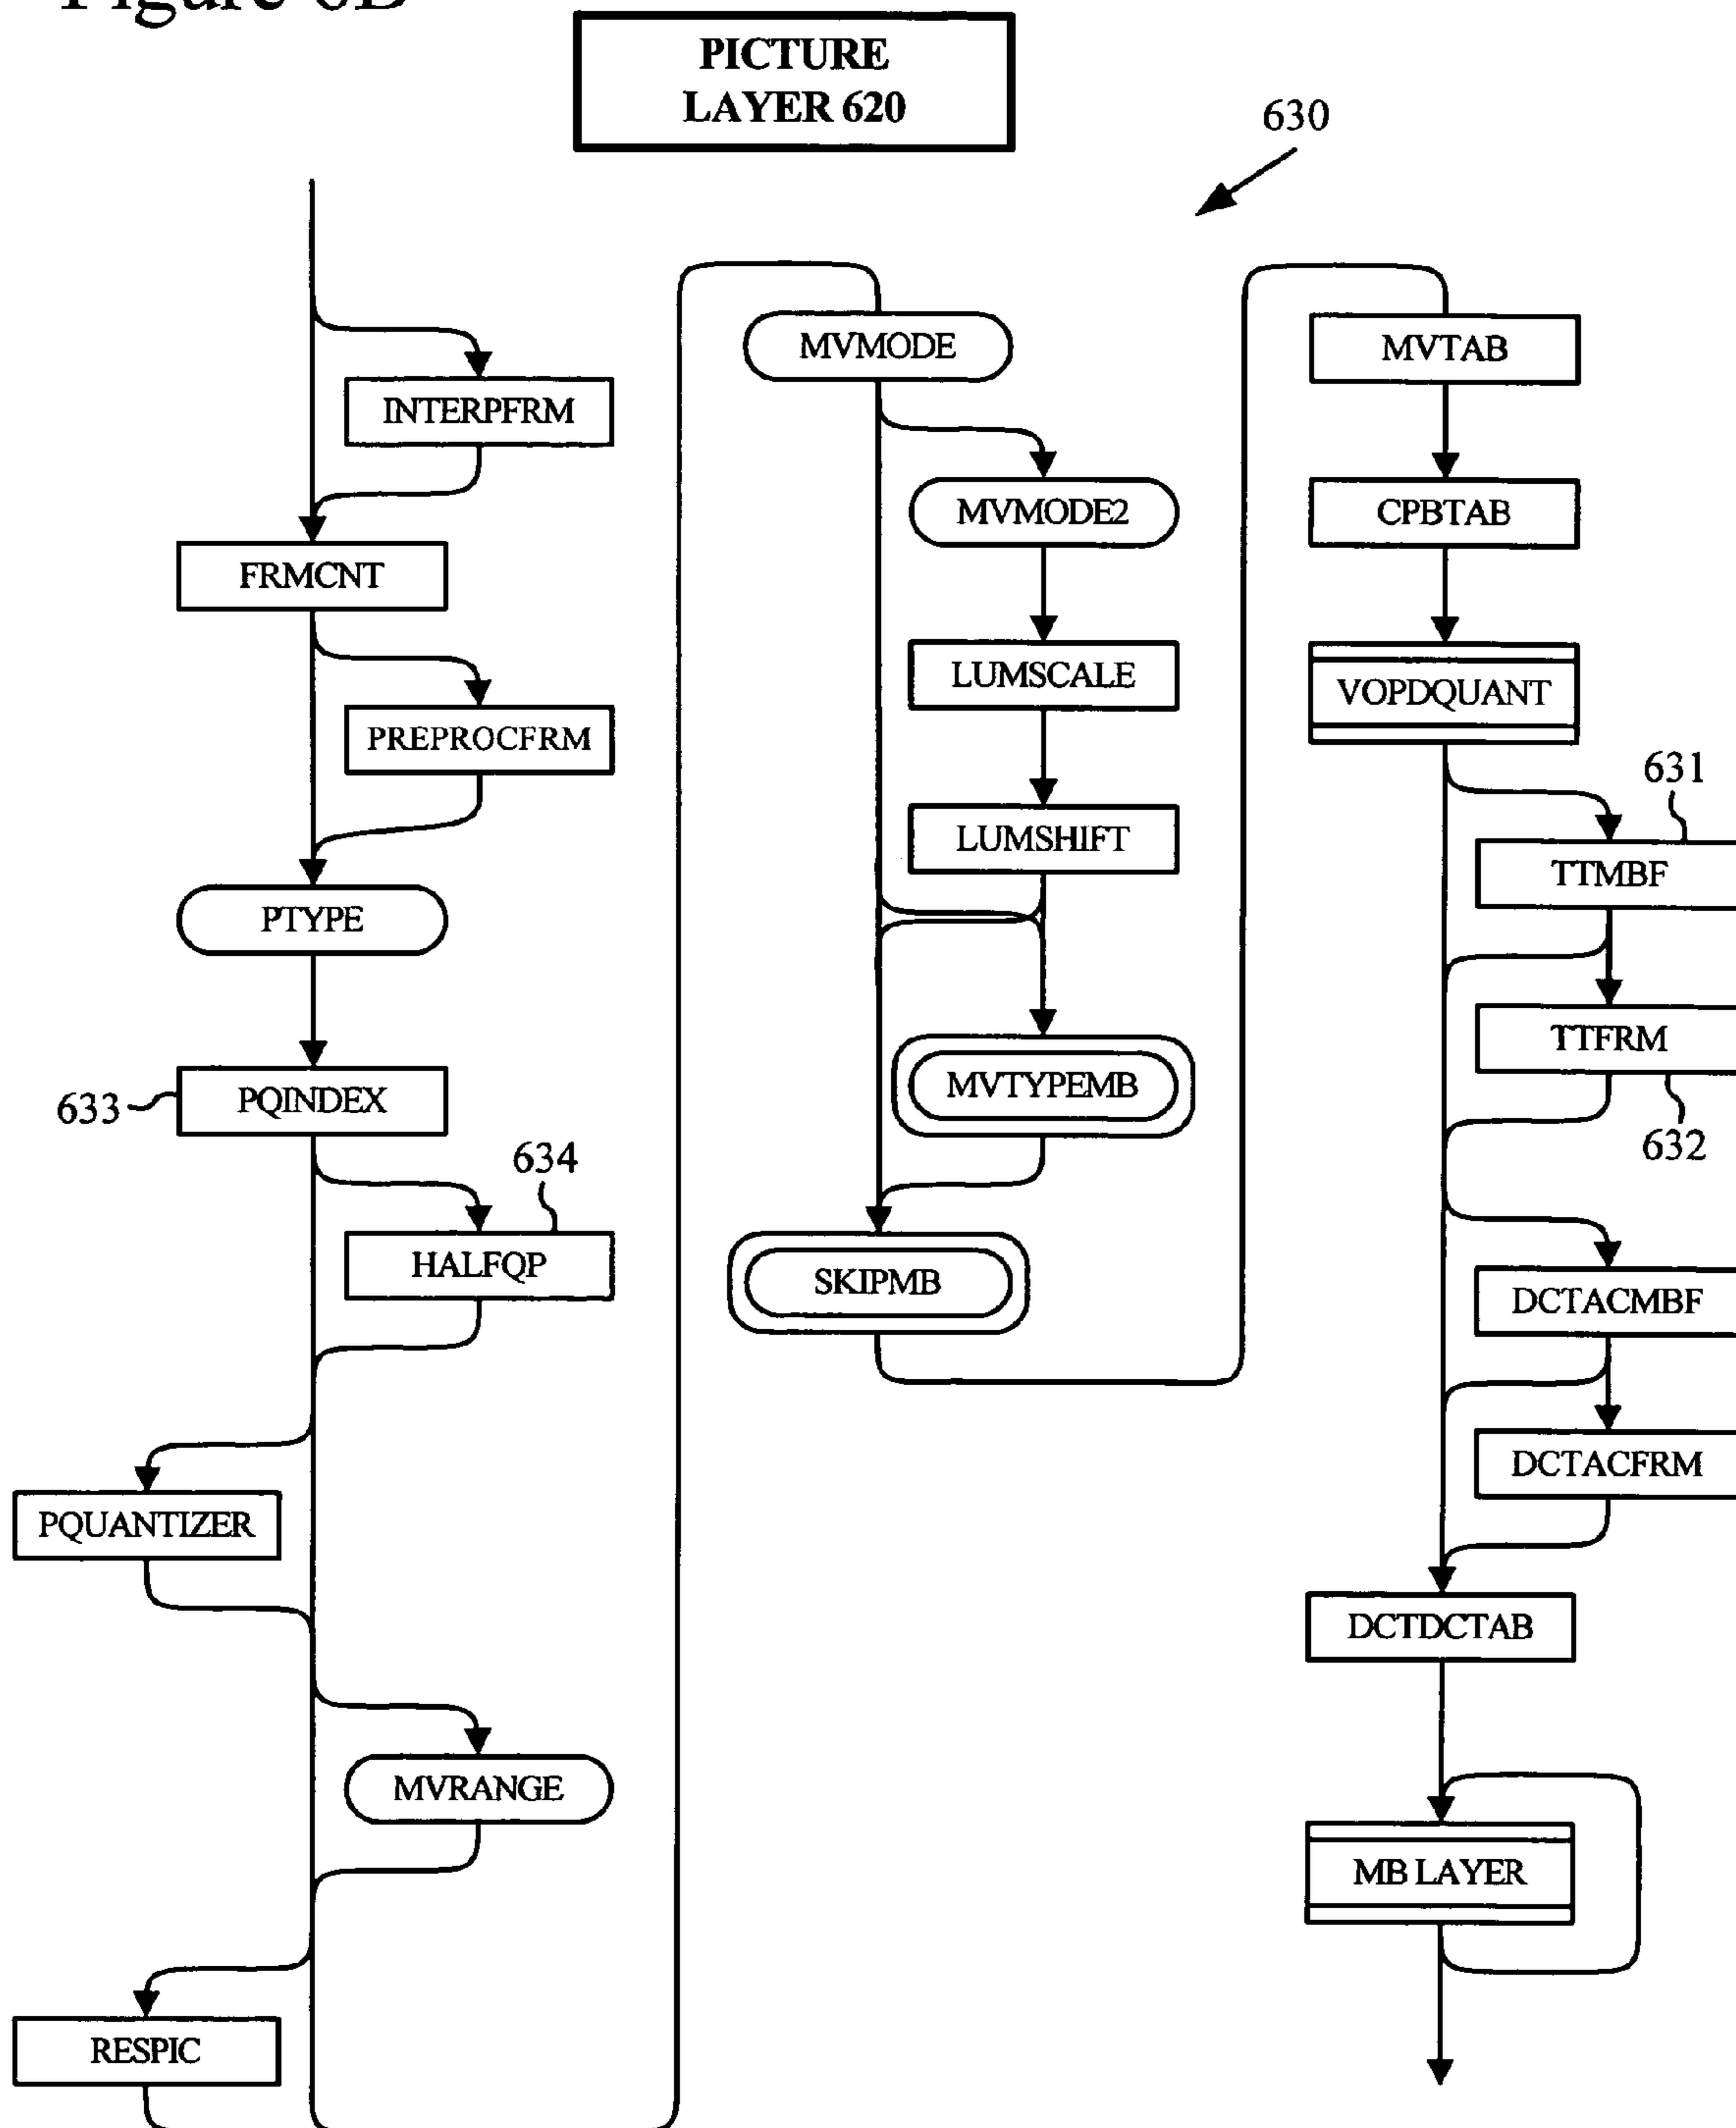 PICTURE
LAYER 620
630
INTERPFRM
FRMCNT
PREPROCFRM
PTYPE
633
PQINDEX
634
HALFQP
PQUANTIZER
MVRANGE
RESPIC
MVMODE
MVMODE2
LUMSCALE
LUMSHIFT
MVTYPEMB
SKIPMB
MVTAB
CPBTAB
VOPDQUANT
631
TTMBF
TTFRM
632
DCTACMBF
DCTACFRM
DCTDCTAB
MB LAYER